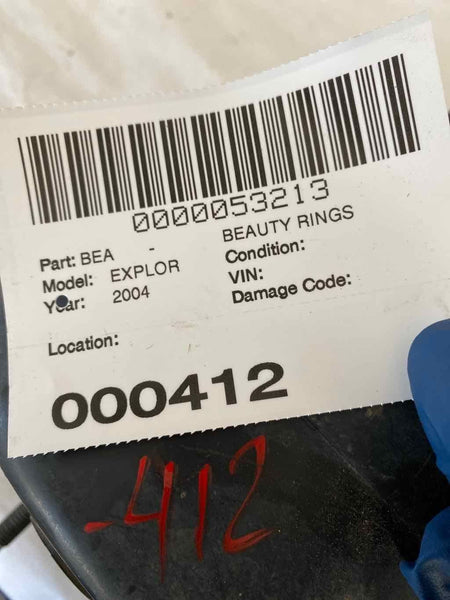 0000053213
Part: BEA - BEAUTY RINGS
Model: EXPLOR Condition:
Year: 2004 VIN:
Damage Code:
Location:
000412
-412